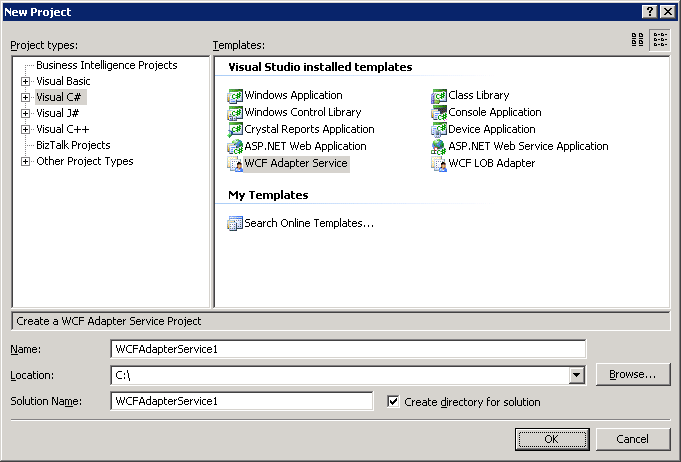 New Project
Project types:
Templates:
Business Intelligence Projects
Visual Basic
Visual C#
Visual J#
Visual C++
BizTalk Projects
Other Project Types
Visual Studio installed templates
Windows Application
Class Library
Windows Control Library
Console Application
Crystal Reports Application
Device Application
ASP.NET Web Application
ASP.NET Web Service Application
WCF Adapter Service
WCF LOB Adapter
My Templates
Search Online Templates...
Create a WCF Adapter Service Project
Name: WCFAdapterService1
Location: C:\ Browse...
Solution Name: WCFAdapterService1 Create directory for solution
OK Cancel